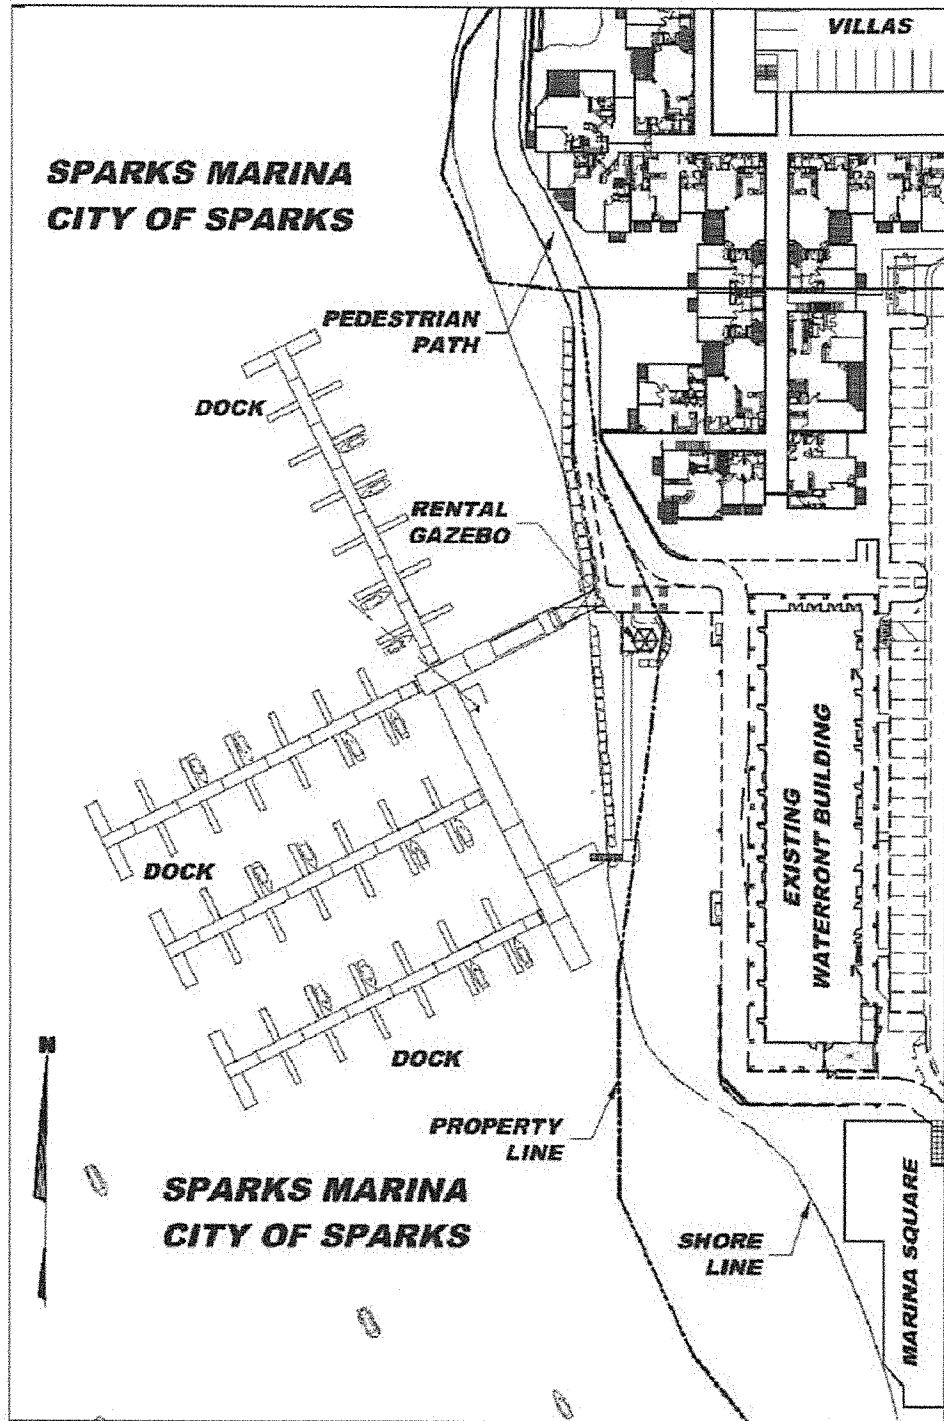 VILLAS
SPARKS MARINA
CITY OF SPARKS
PEDESTRIAN
PATH
DOCK
RENTAL
GAZEBO
EXISTING
WATERRONT BUILDING
DOCK
N
DOCK
PROPERTY
LINE
SPARKS MARINA
CITY OF SPARKS
SHORE
LINE
MARINA SQUARE